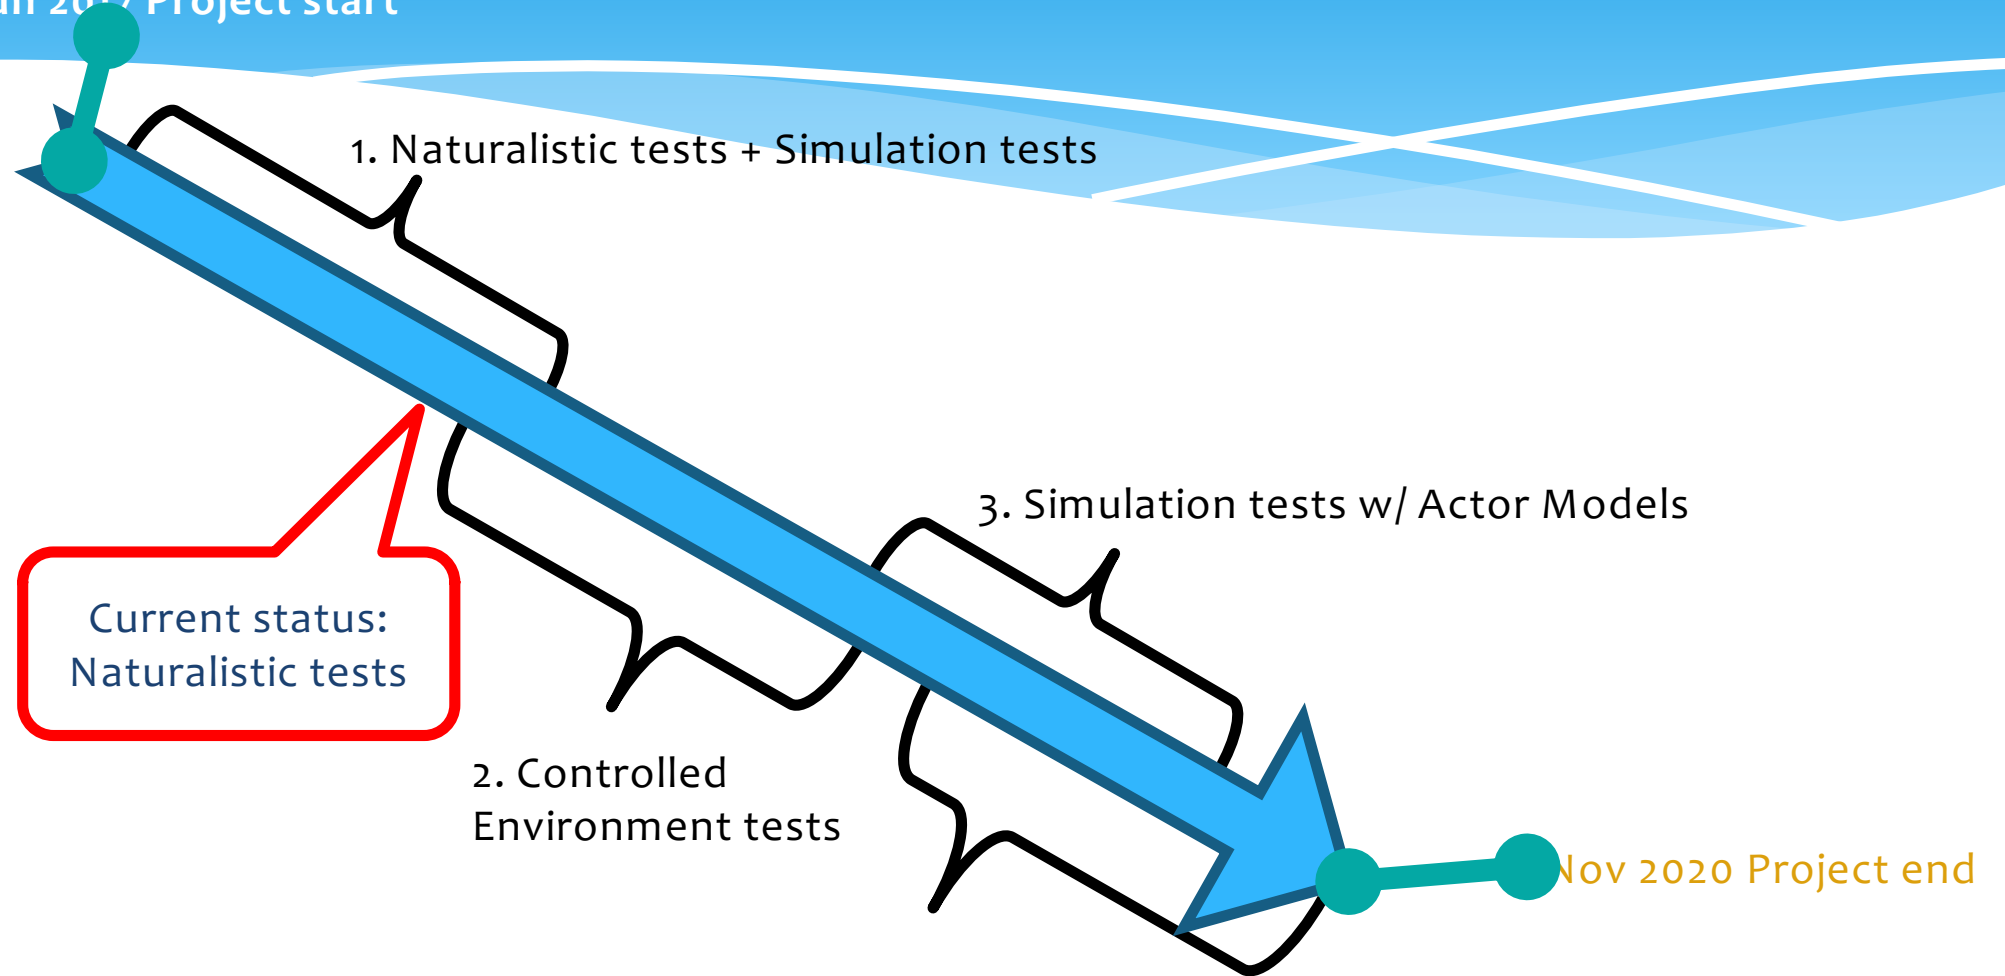 2017 Project start
1. Naturalistic tests + Simulation tests
3. Simulation tests w/ Actor Models
Current status:
Naturalistic tests
2. Controlled
Environment tests
Nov 2020 Project end